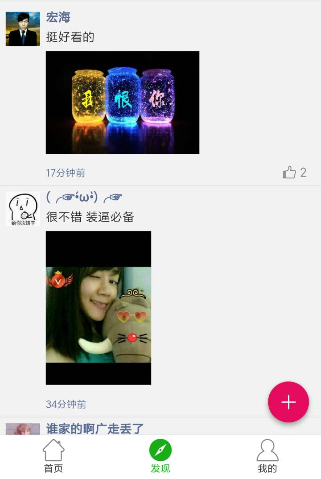 宏海
挺好看的
我 恨 你
17分钟前
2
(╭☞•́ω•̀)╭☞
很不错 装逼必备
V
34分钟前
谁家的啊广走丢了
首页
发现
我的